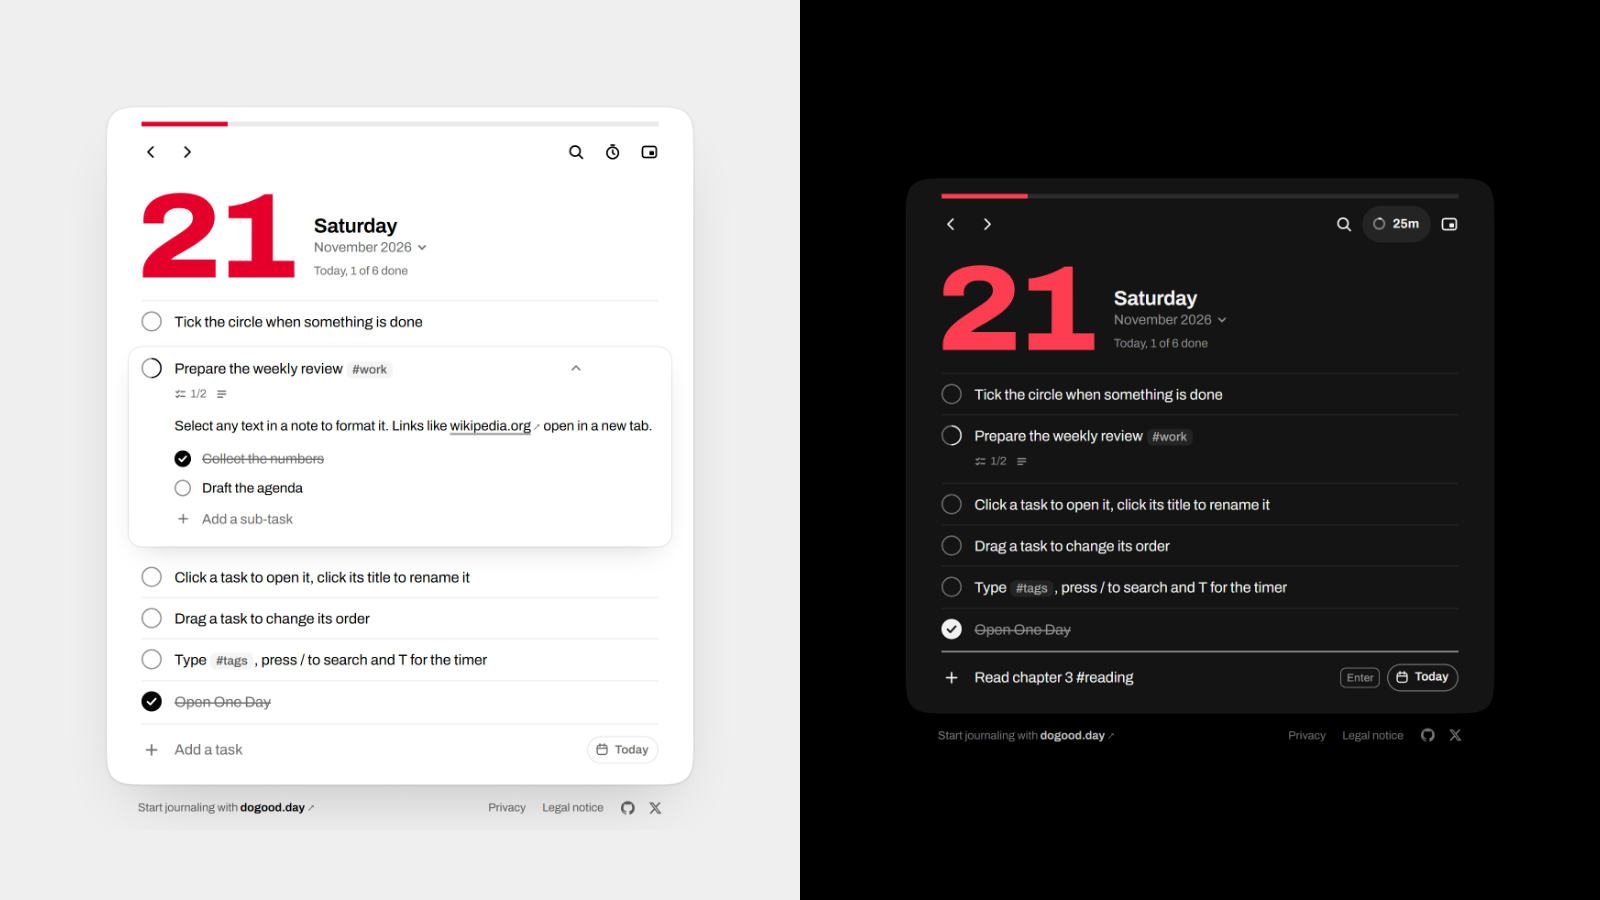 21
Saturday
November 2026
Today, 1 of 6 done
Tick the circle when something is done
Prepare the weekly review #work
1/2
Select any text in a note to format it. Links like wikipedia.org open in a new tab.
Collect the numbers
Draft the agenda
Add a sub-task
Click a task to open it, click its title to rename it
Drag a task to change its order
Type #tags, press / to search and T for the timer
Open One Day
Add a task
Today
Start journaling with dogood.day
Privacy
Legal notice
25m
21
Saturday
November 2026
Today, 1 of 6 done
Tick the circle when something is done
Prepare the weekly review #work
1/2
Click a task to open it, click its title to rename it
Drag a task to change its order
Type #tags, press / to search and T for the timer
Open One Day
Read chapter 3 #reading
Enter
Today
Start journaling with dogood.day
Privacy
Legal notice